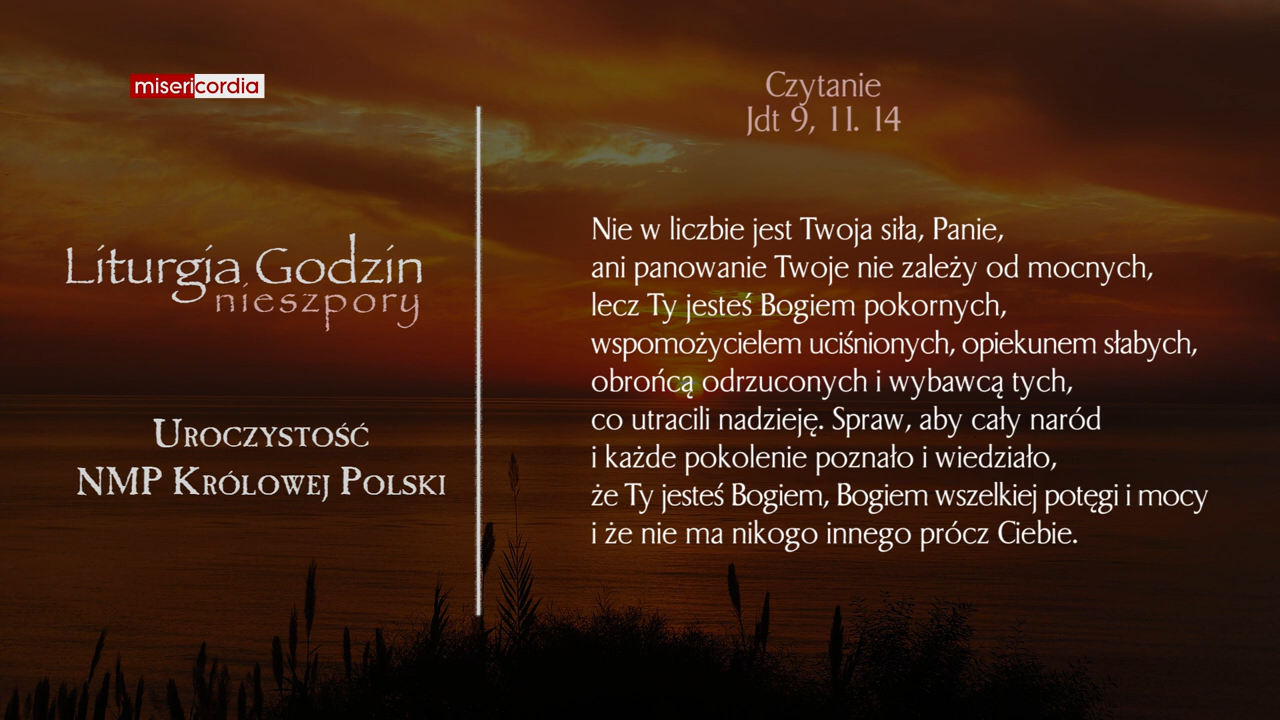 misericordia
Liturgia Godzin
nieszpory
Uroczystość
NMP Królowej Polski
Czytanie
Jdt 9, 11. 14
Nie w liczbie jest Twoja siła, Panie,
ani panowanie Twoje nie zależy od mocnych,
lecz Ty jesteś Bogiem pokornych,
wspomożycielem uciśnionych, opiekunem słabych,
obrońcą odrzuconych i wybawcą tych,
co utracili nadzieję. Spraw, aby cały naród
i każde pokolenie poznało i wiedziało,
że Ty jesteś Bogiem, Bogiem wszelkiej potęgi i mocy
i że nie ma nikogo innego prócz Ciebie.